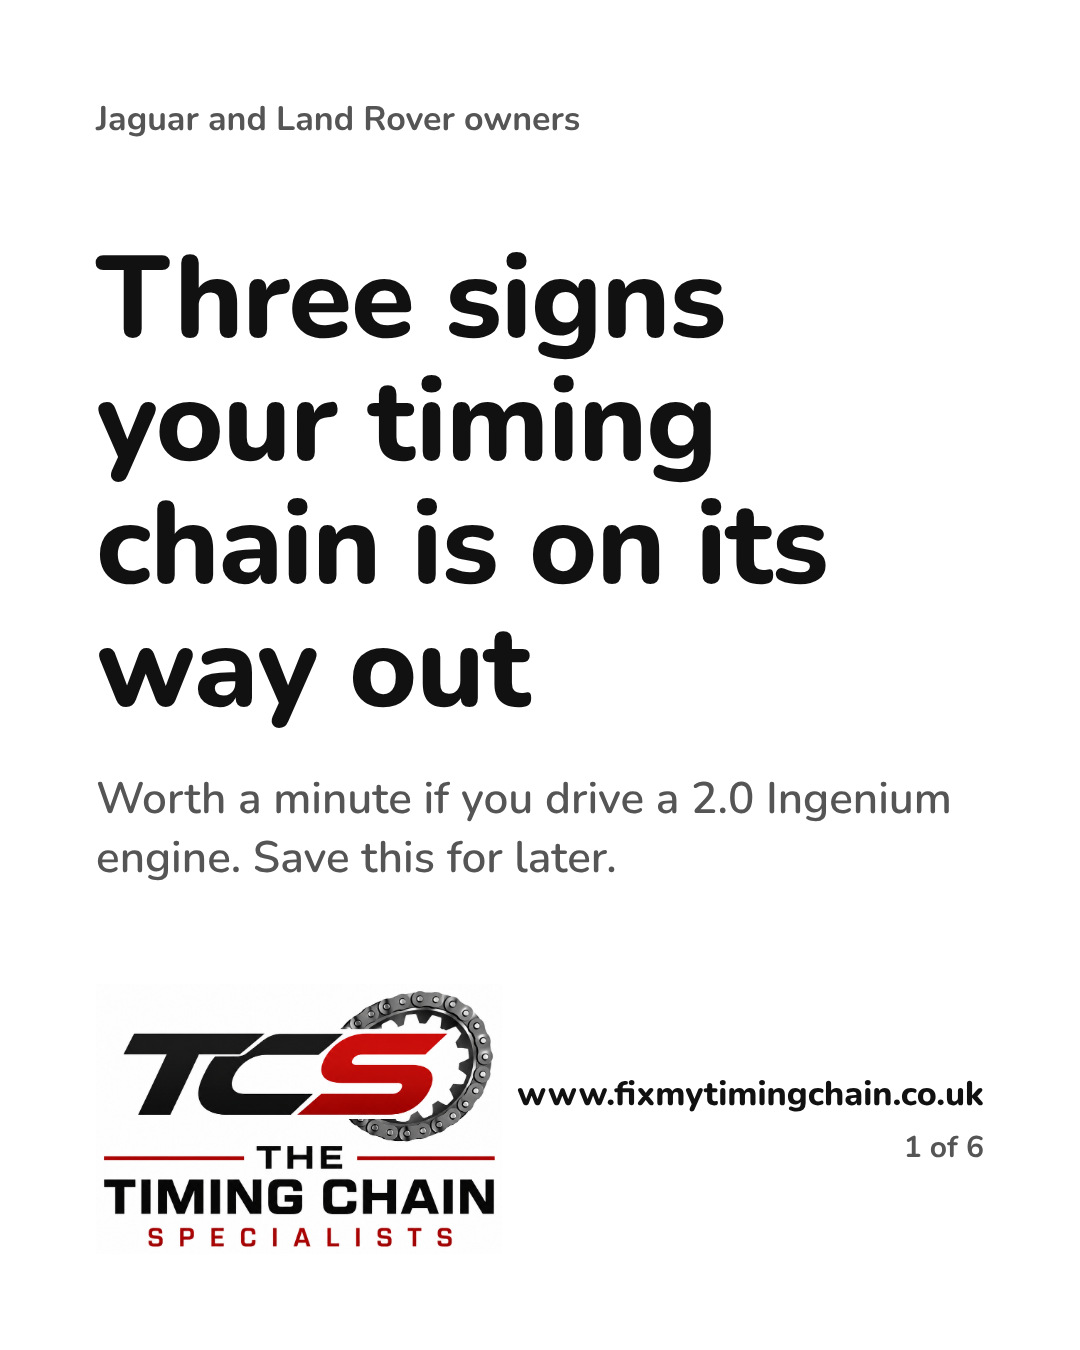 Jaguar and Land Rover owners
Three signs
your timing
chain is on its
way out
Worth a minute if you drive a 2.0 Ingenium
engine. Save this for later.
TCS
THE
TIMING CHAIN
SPECIALISTS
www.fixmytimingchain.co.uk
1 of 6